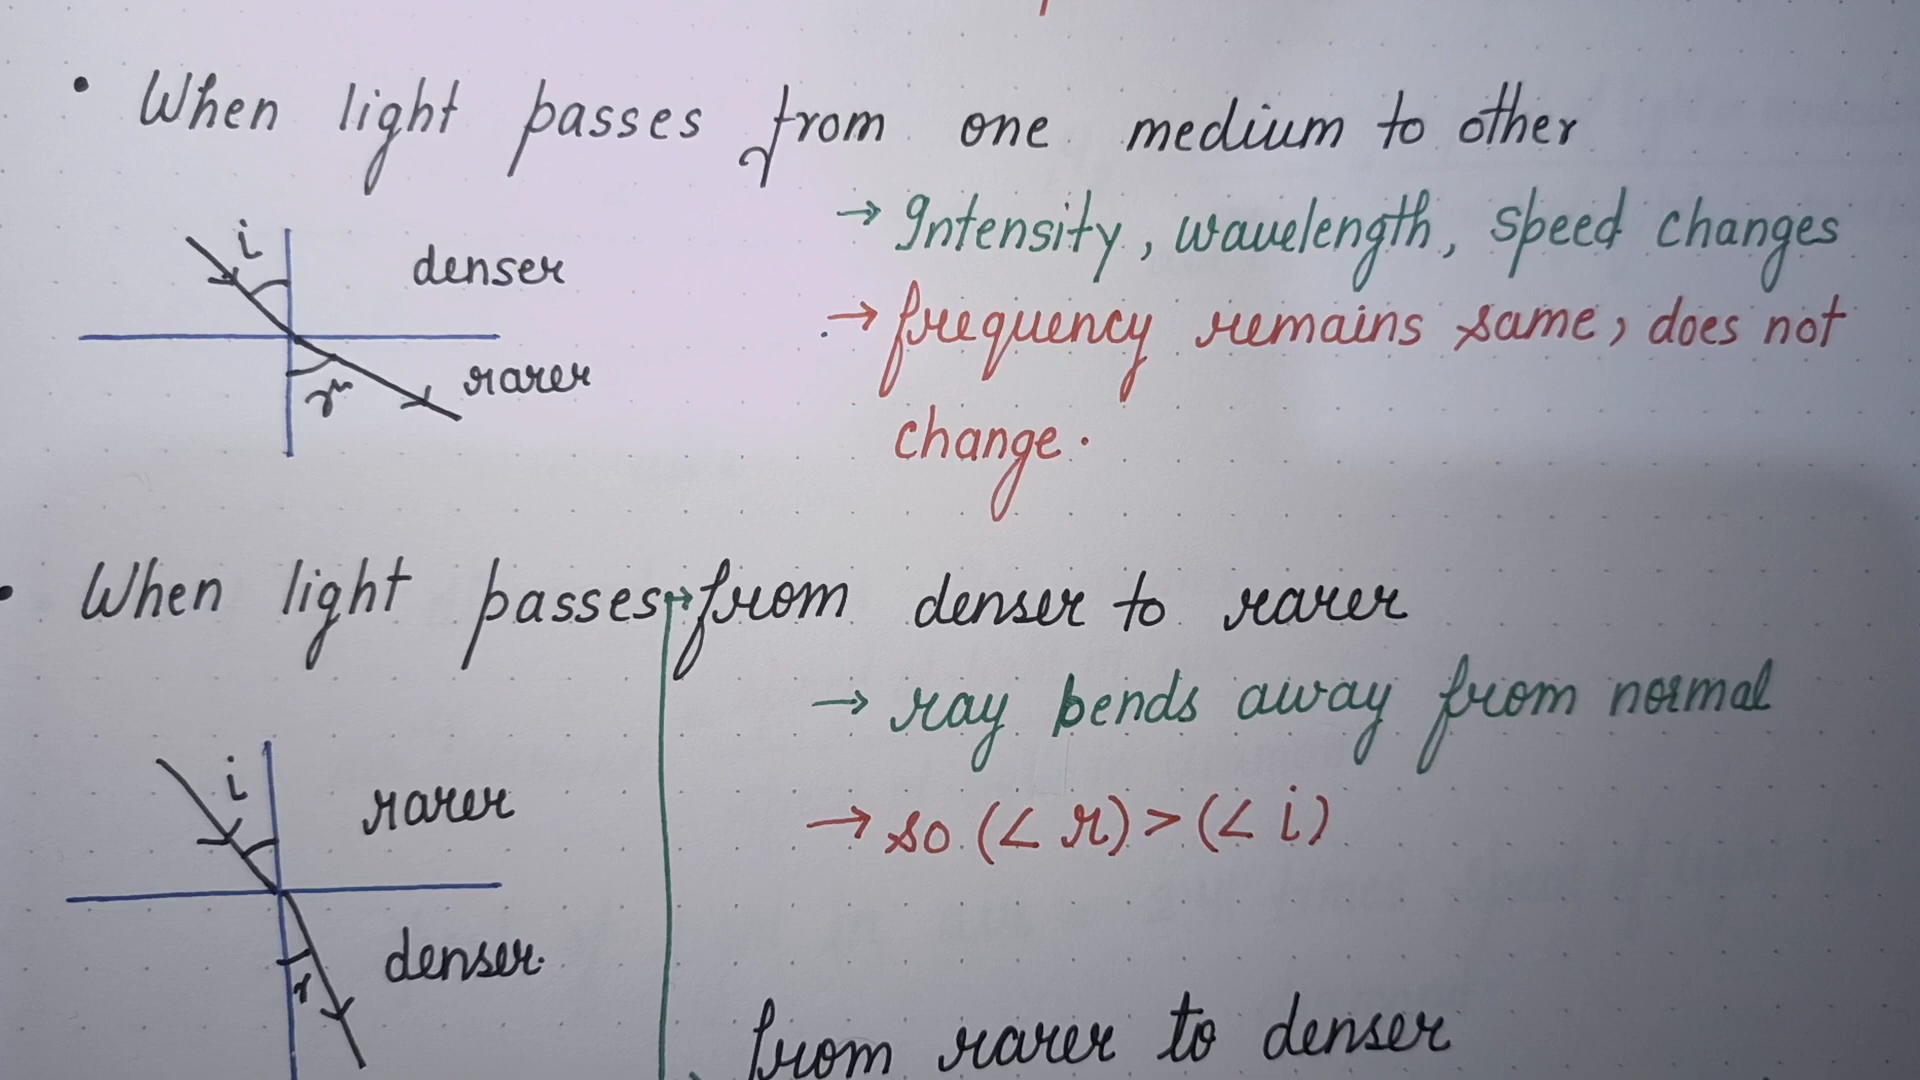 • When light passes from one medium to other
→ Intensity, wavelength, speed changes
i
denser
→ frequency remains same, does not
rarer
r
change.
• When light passes → from denser to rarer
→ ray bends away from normal
i
rarer
→ so (∠ r) > (∠ i)
denser.
r
from rarer to denser